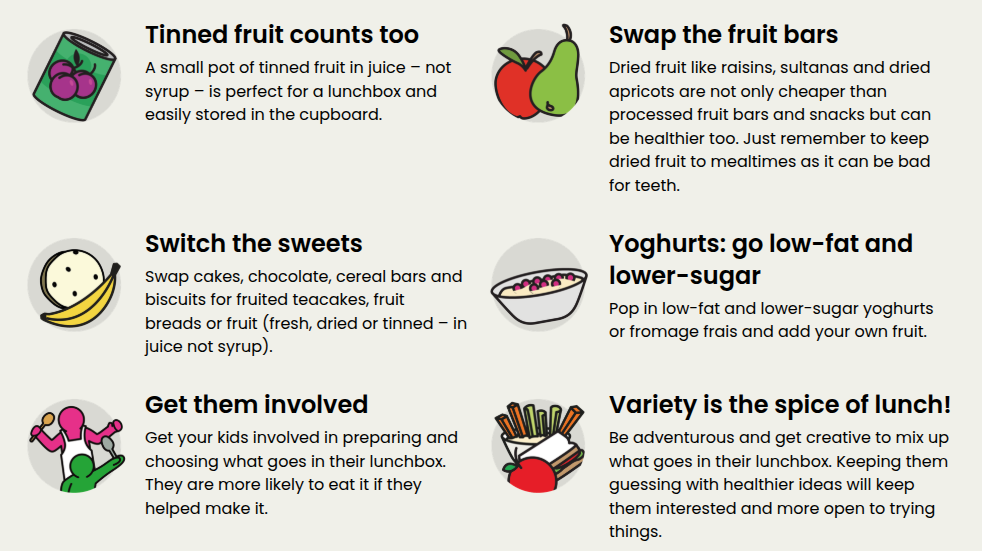 Tinned fruit counts too
A small pot of tinned fruit in juice – not
syrup – is perfect for a lunchbox and
easily stored in the cupboard.
Swap the fruit bars
Dried fruit like raisins, sultanas and dried
apricots are not only cheaper than
processed fruit bars and snacks but can
be healthier too. Just remember to keep
dried fruit to mealtimes as it can be bad
for teeth.
Switch the sweets
Swap cakes, chocolate, cereal bars and
biscuits for fruited teacakes, fruit
breads or fruit (fresh, dried or tinned – in
juice not syrup).
Yoghurts: go low-fat and
lower-sugar
Pop in low-fat and lower-sugar yoghurts
or fromage frais and add your own fruit.
Get them involved
Get your kids involved in preparing and
choosing what goes in their lunchbox.
They are more likely to eat it if they
helped make it.
Variety is the spice of lunch!
Be adventurous and get creative to mix up
what goes in their lunchbox. Keeping them
guessing with healthier ideas will keep
them interested and more open to trying
things.